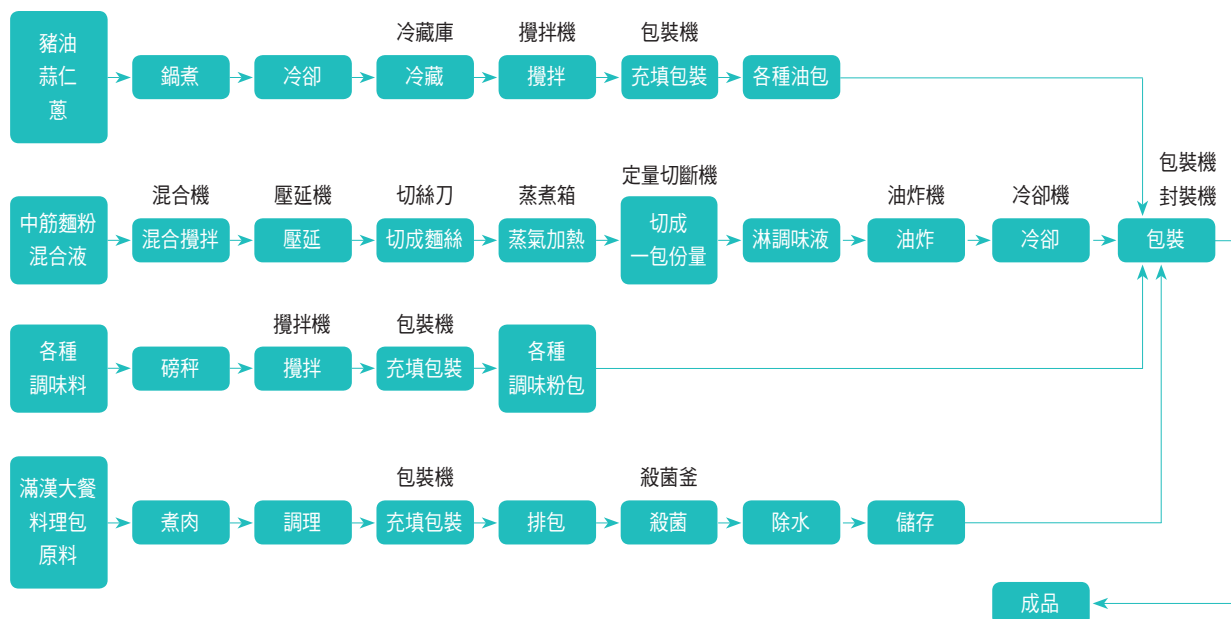 豬油
蒜仁
蔥
鍋煮
冷卻
冷藏庫
冷藏
攪拌機
攪拌
包裝機
充填包裝
各種油包
中筋麵粉
混合液
混合機
混合攪拌
壓延機
壓延
切絲刀
切成麵絲
蒸煮箱
蒸氣加熱
定量切斷機
切成
一包份量
淋調味液
油炸機
油炸
冷卻機
冷卻
包裝機
封裝機
包裝
各種
調味料
磅秤
攪拌機
攪拌
包裝機
充填包裝
各種
調味粉包
滿漢大餐
料理包
原料
煮肉
調理
包裝機
充填包裝
排包
殺菌釜
殺菌
除水
儲存
成品